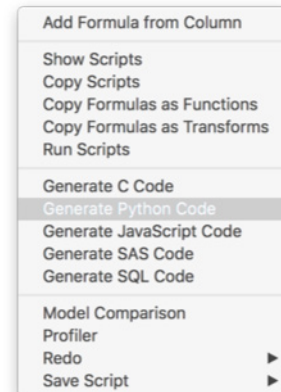 Add Formula from Column
Show Scripts
Copy Scripts
Copy Formulas as Functions
Copy Formulas as Transforms
Run Scripts
Generate C Code
Generate Python Code
Generate JavaScript Code
Generate SAS Code
Generate SQL Code
Model Comparison
Profiler
Redo
Save Script